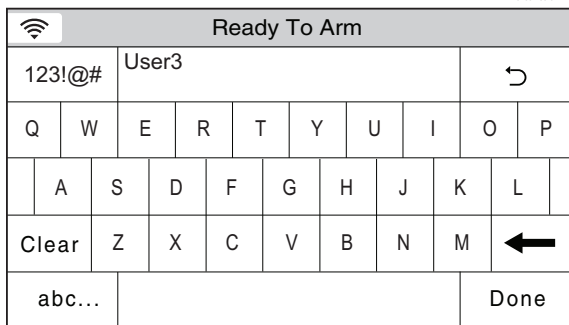 Ready To Arm
123!@# User3
Q W E R T Y U I O P
A S D F G H J K L
Clear Z X C V B N M
abc... Done